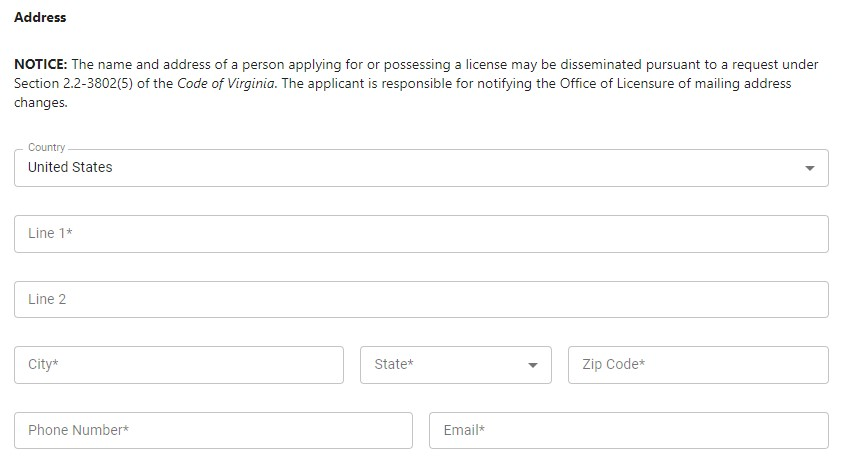 Address
NOTICE: The name and address of a person applying for or possessing a license may be disseminated pursuant to a request under
Section 2.2-3802(5) of the Code of Virginia. The applicant is responsible for notifying the Office of Licensure of mailing address
changes.
Country
United States
Line 1*
Line 2
City*
State*
Zip Code*
Phone Number*
Email*